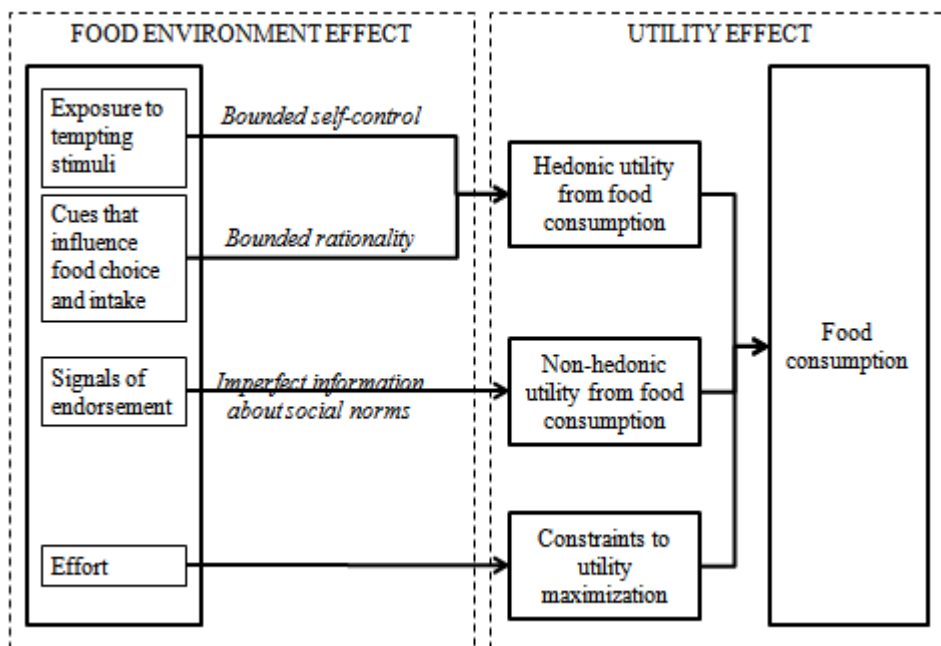 FOOD ENVIRONMENT EFFECT
Exposure to
tempting
stimuli
Cues that
influence
food choice
and intake
Signals of
endorsement
Effort
Bounded self-control
Bounded rationality
Imperfect information
about social norms
UTILITY EFFECT
Hedonic utility
from food
consumption
Non-hedonic
utility from food
consumption
Constraints to
utility
maximization
Food
consumption